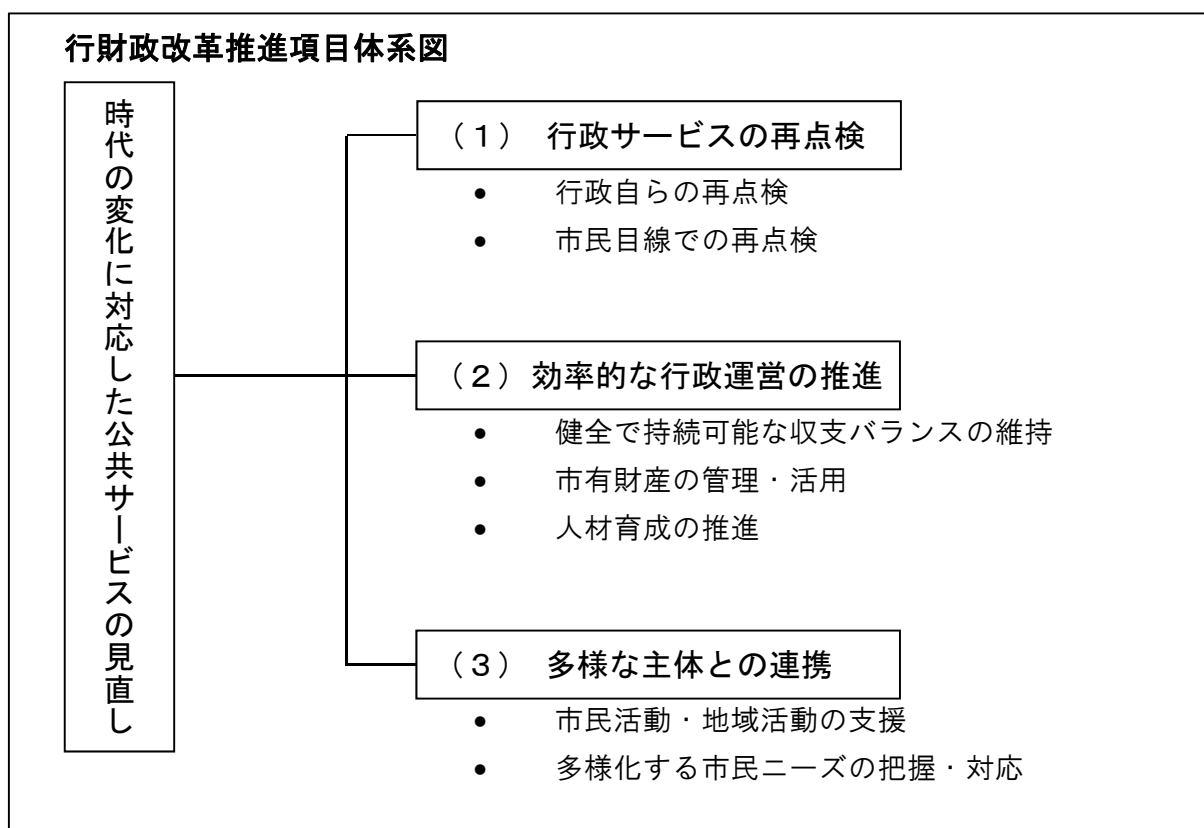 行財政改革推進項目体系図
時代の変化に対応した公共サービスの見直し
（１） 行政サービスの再点検
• 行政自らの再点検
• 市民目線での再点検
（２）効率的な行政運営の推進
• 健全で持続可能な収支バランスの維持
• 市有財産の管理・活用
• 人材育成の推進
（３） 多様な主体との連携
• 市民活動・地域活動の支援
• 多様化する市民ニーズの把握・対応